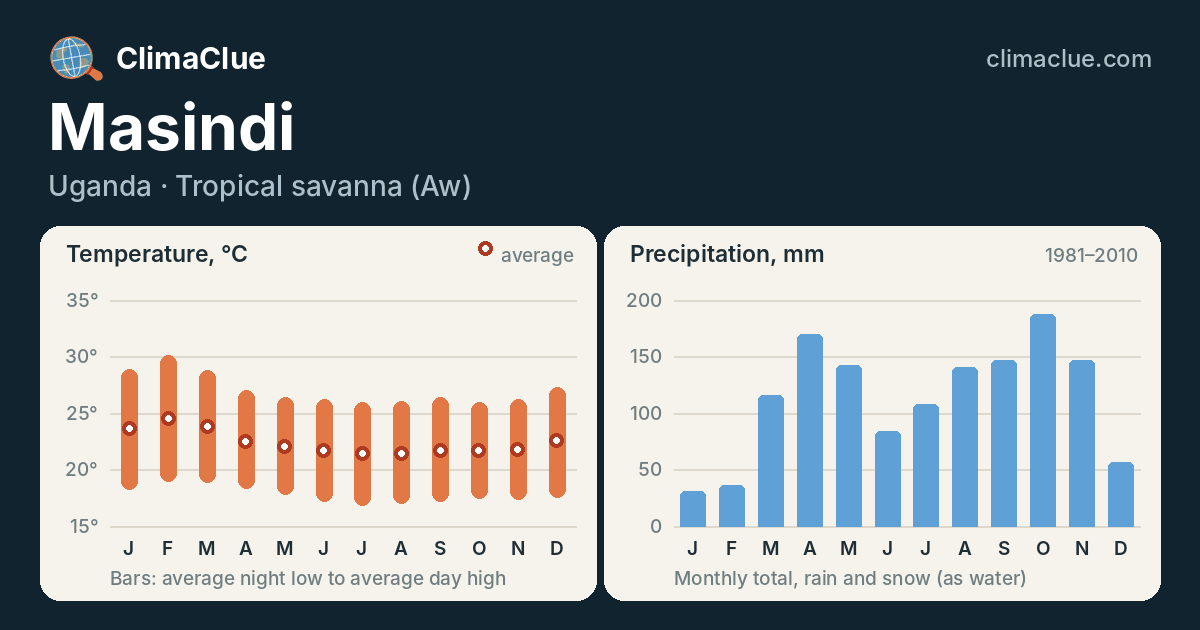 ClimaClue
climaclue.com
Masindi
Uganda · Tropical savanna (Aw)
Temperature, °C
average
35°
30°
25°
20°
15°
J F M A M J J A S O N D
Bars: average night low to average day high
Precipitation, mm
1981–2010
200
150
100
50
0
J F M A M J J A S O N D
Monthly total, rain and snow (as water)